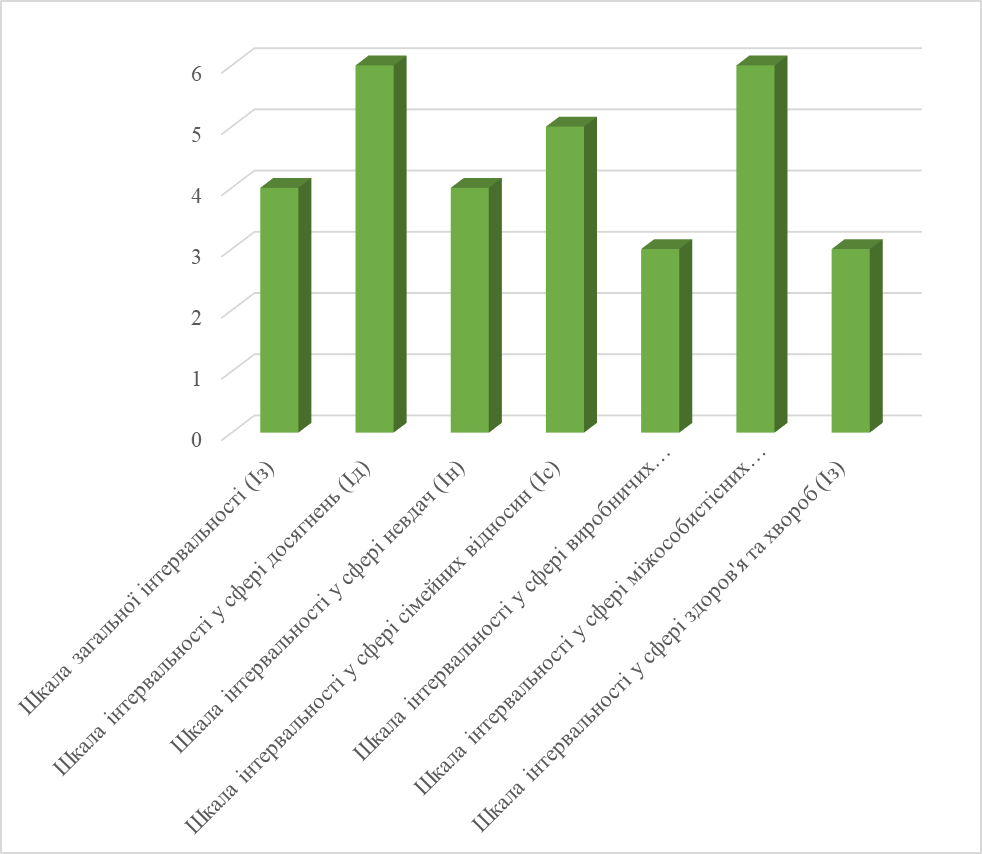 6
5
4
3
2
1
0
Шкала загальної інтервальності (Із)
Шкала інтервальності у сфері досягнень (Ід)
Шкала інтервальності у сфері невдач (Ін)
Шкала інтервальності у сфері сімейних відносин (Іс)
Шкала інтервальності у сфері виробничих…
Шкала інтервальності у сфері міжособистісних…
Шкала інтервальності у сфері здоров'я та хвороб (Із)